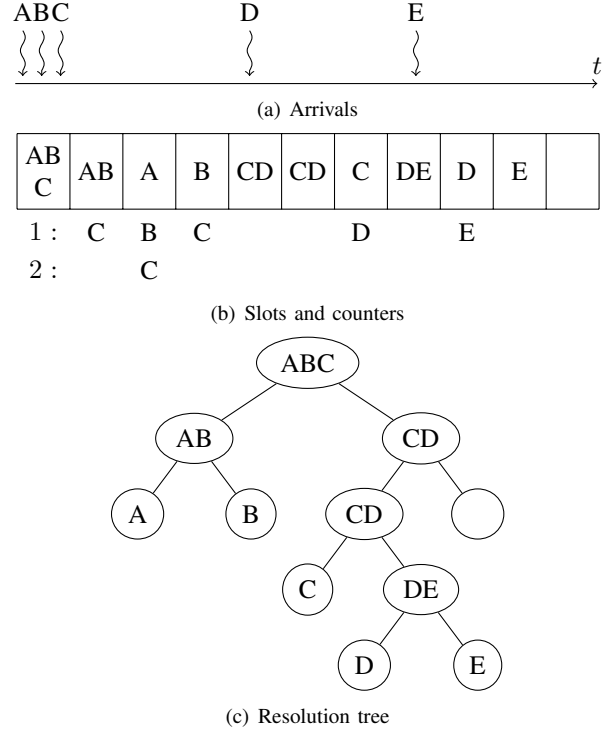 ABC D E
t
(a) Arrivals
AB
C AB A B CD CD C DE D E
1 : C B C D E
2 : C
(b) Slots and counters
ABC
AB CD
A B CD
C DE
D E
(c) Resolution tree